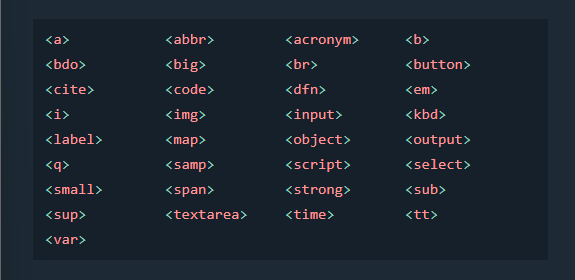 <a> <abbr> <acronym> <b>
<bdo> <big> <br> <button>
<cite> <code> <dfn> <em>
<i> <img> <input> <kbd>
<label> <map> <object> <output>
<q> <samp> <script> <select>
<small> <span> <strong> <sub>
<sup> <textarea> <time> <tt>
<var>